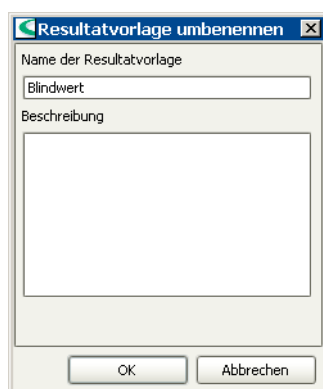 Resultatvorlage umbenennen
Name der Resultatvorlage
Blindwert
Beschreibung
OK
Abbrechen